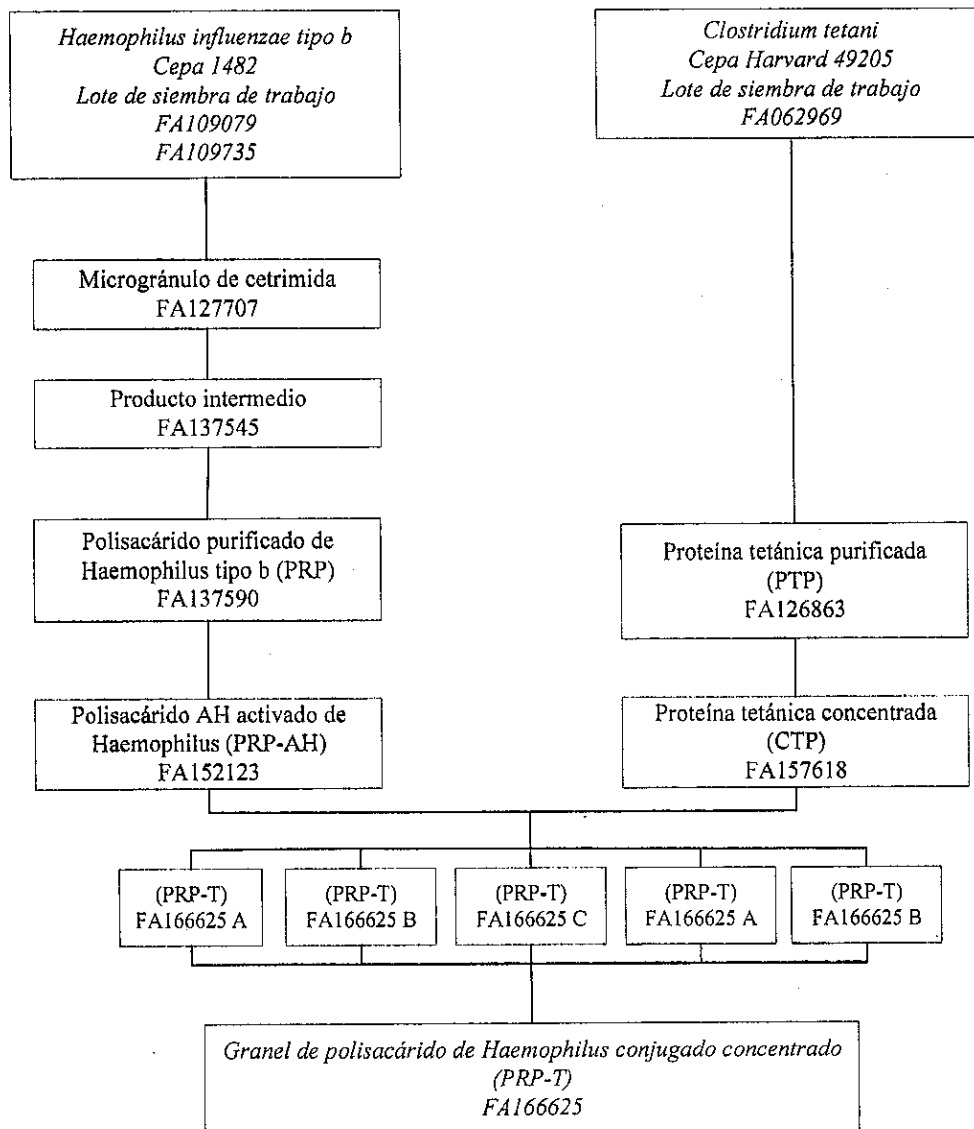 Haemophilus influenzae tipo b
Cepa 1482
Lote de siembra de trabajo
FA109079
FA109735
Clostridium tetani
Cepa Harvard 49205
Lote de siembra de trabajo
FA062969
Microgránulo de cetrimida
FA127707
Producto intermedio
FA137545
Polisacárido purificado de
Haemophilus tipo b (PRP)
FA137590
Proteína tetánica purificada
(PTP)
FA126863
Polisacárido AH activado de
Haemophilus (PRP-AH)
FA152123
Proteína tetánica concentrada
(CTP)
FA157618
(PRP-T)
FA166625 A
(PRP-T)
FA166625 B
(PRP-T)
FA166625 C
(PRP-T)
FA166625 A
(PRP-T)
FA166625 B
Granel de polisacárido de Haemophilus conjugado concentrado
(PRP-T)
FA166625